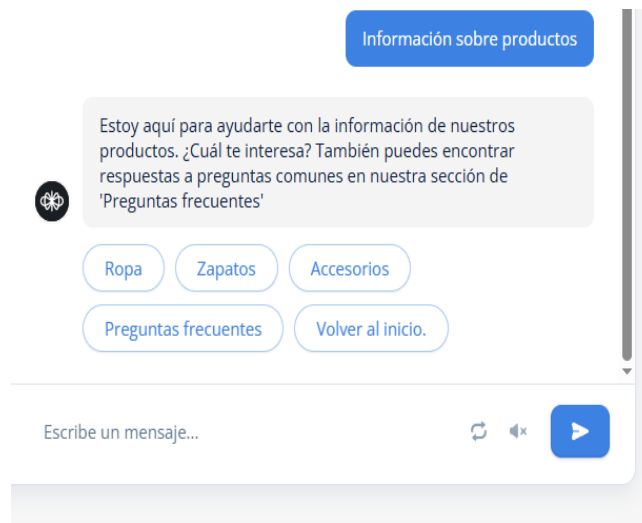 Información sobre productos
Estoy aquí para ayudarte con la información de nuestros
productos. ¿Cuál te interesa? También puedes encontrar
respuestas a preguntas comunes en nuestra sección de
'Preguntas frecuentes'
Ropa Zapatos Accesorios
Preguntas frecuentes Volver al inicio.
Escribe un mensaje...